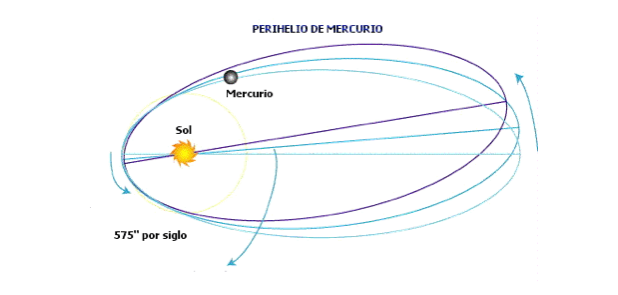 PERIHELIO DE MERCURIO
Mercurio
Sol
575" por siglo